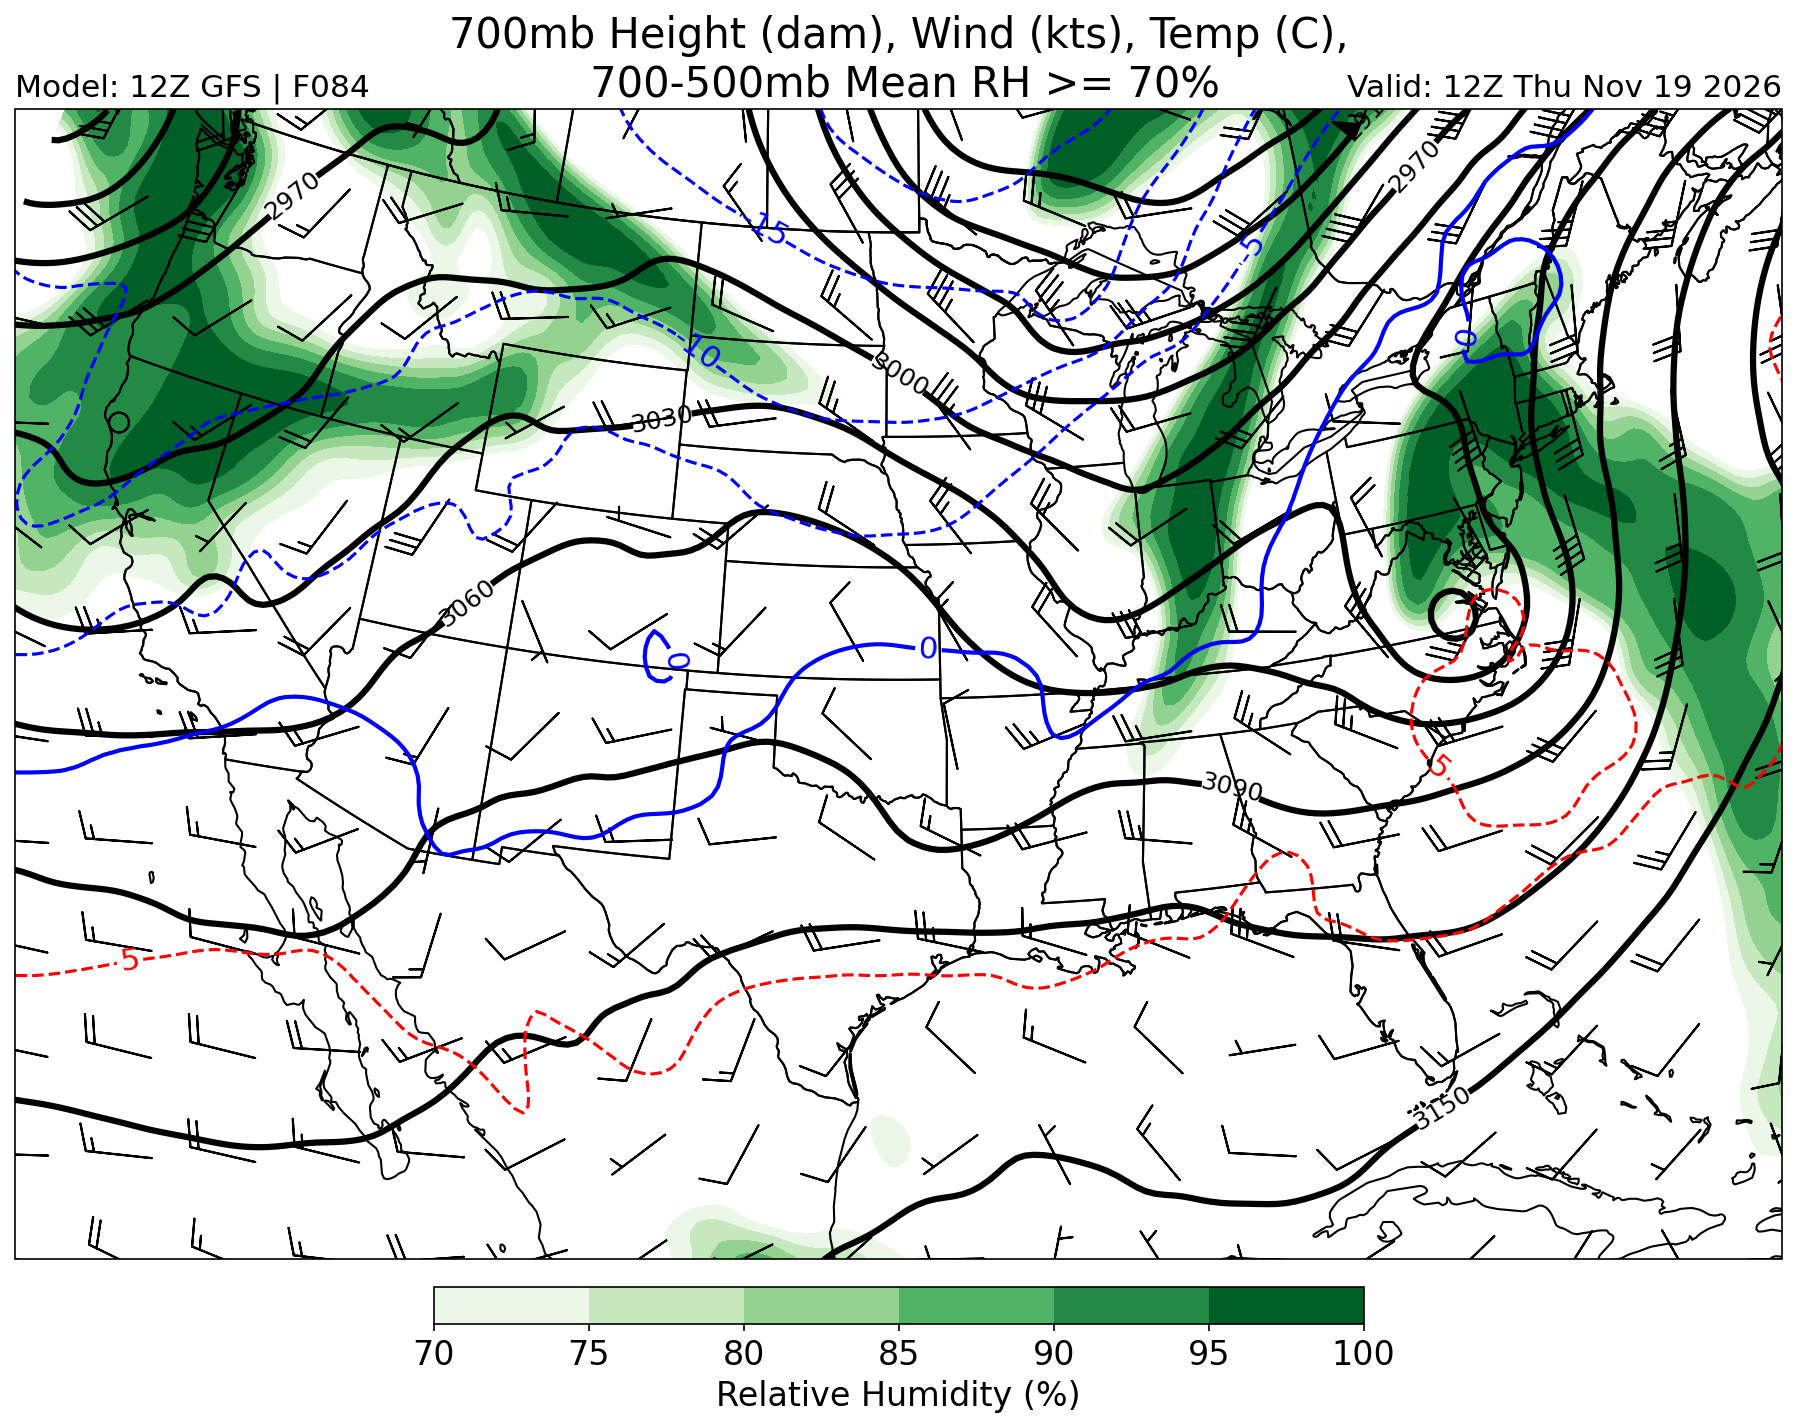 700mb Height (dam), Wind (kts), Temp (C),
700-500mb Mean RH >= 70%
Model: 12Z GFS | F084
Valid: 12Z Thu Nov 19 2026
2970
2970
15
5
0
10
3000
3030
3060
0
0
5
3090
5
3150
70 75 80 85 90 95 100
Relative Humidity (%)